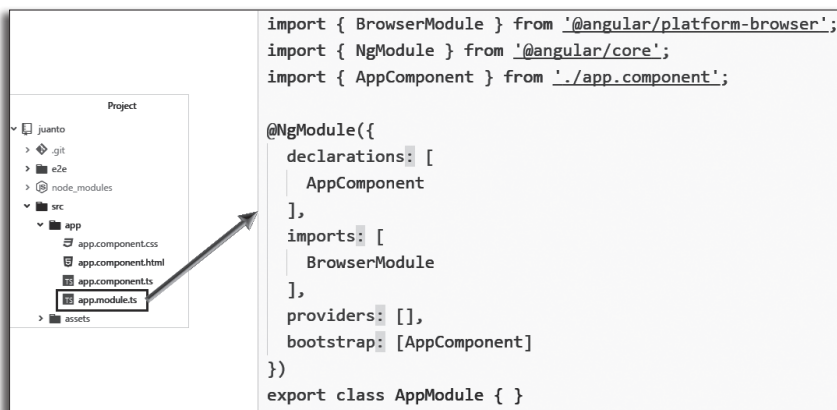 Project
juanto
.git
e2e
node_modules
src
app
app.component.css
app.component.html
TS app.component.ts
TS app.module.ts
assets
import { BrowserModule } from '@angular/platform-browser';
import { NgModule } from '@angular/core';
import { AppComponent } from './app.component';
@NgModule({
declarations: [
AppComponent
],
imports: [
BrowserModule
],
providers: [],
bootstrap: [AppComponent]
})
export class AppModule { }